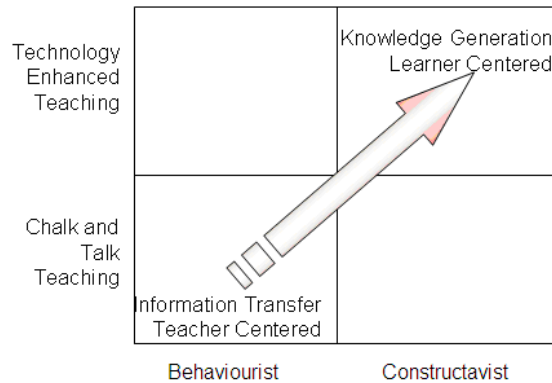 Technology
Enhanced
Teaching
Knowledge Generation
Learner Centered
Chalk and
Talk
Teaching
Information Transfer
Teacher Centered
Behaviourist
Constructavist